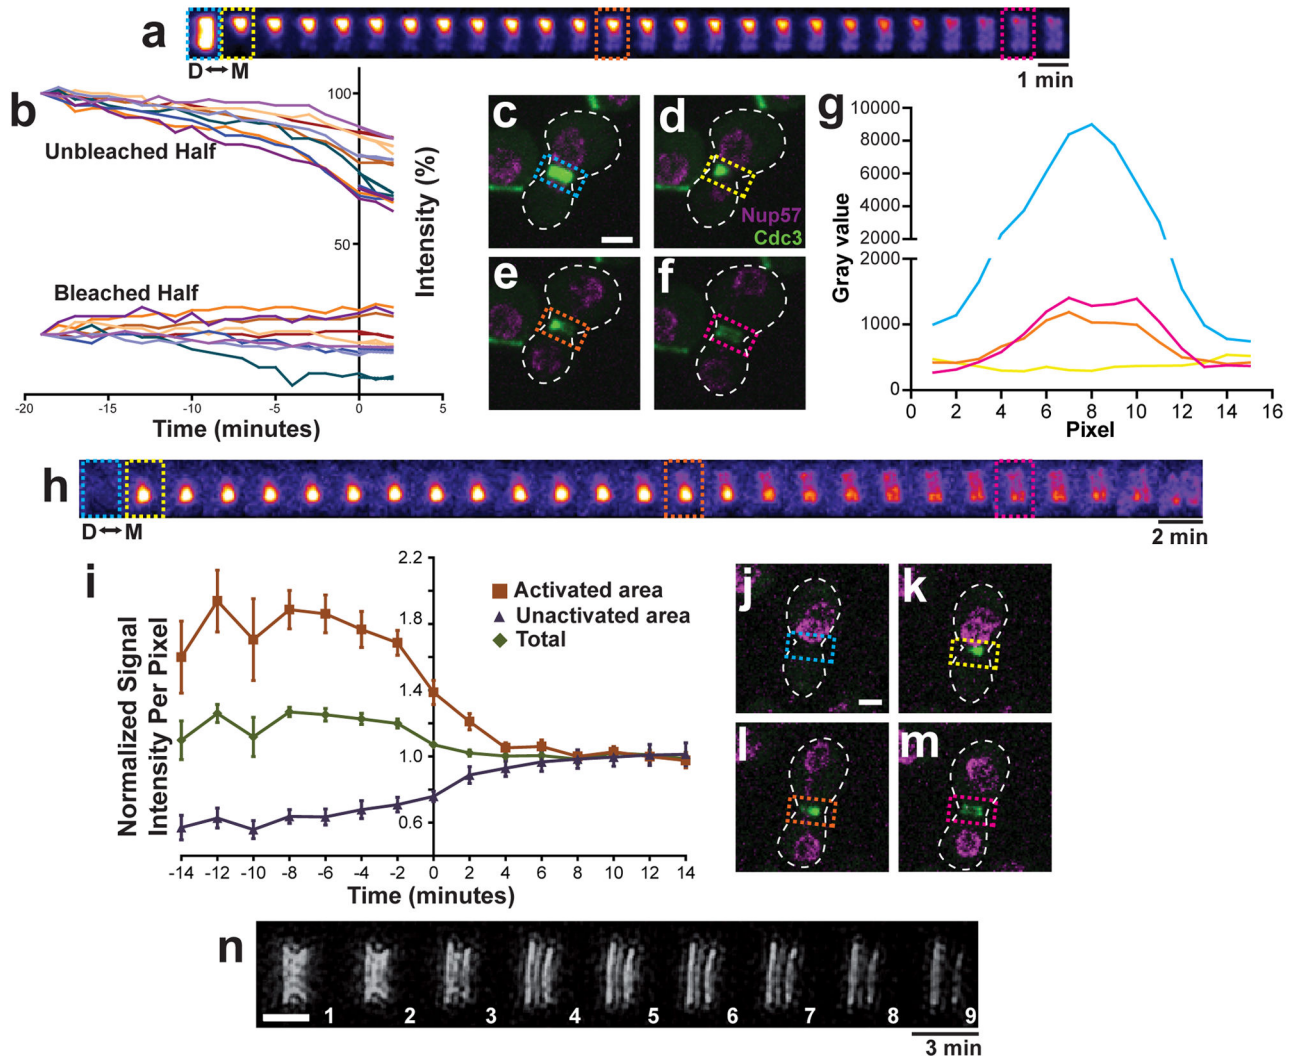 a
D ↔ M
1 min
b
Unbleached Half
Bleached Half
100
50
Intensity (%)
-20 -15 -10 -5 0 5
Time (minutes)
c
d
Nup57
Cdc3
e
f
g
10000
8000
6000
4000
2000
2000
1000
0
Gray value
0 2 4 6 8 10 12 14 16
Pixel
h
D ↔ M
2 min
i
2.2
1.8
1.4
1.0
0.6
Normalized Signal
Intensity Per Pixel
Activated area
Unactivated area
Total
-14 -12 -10 -8 -6 -4 -2 0 2 4 6 8 10 12 14
Time (minutes)
j
k
l
m
n
1 2 3 4 5 6 7 8 9
3 min